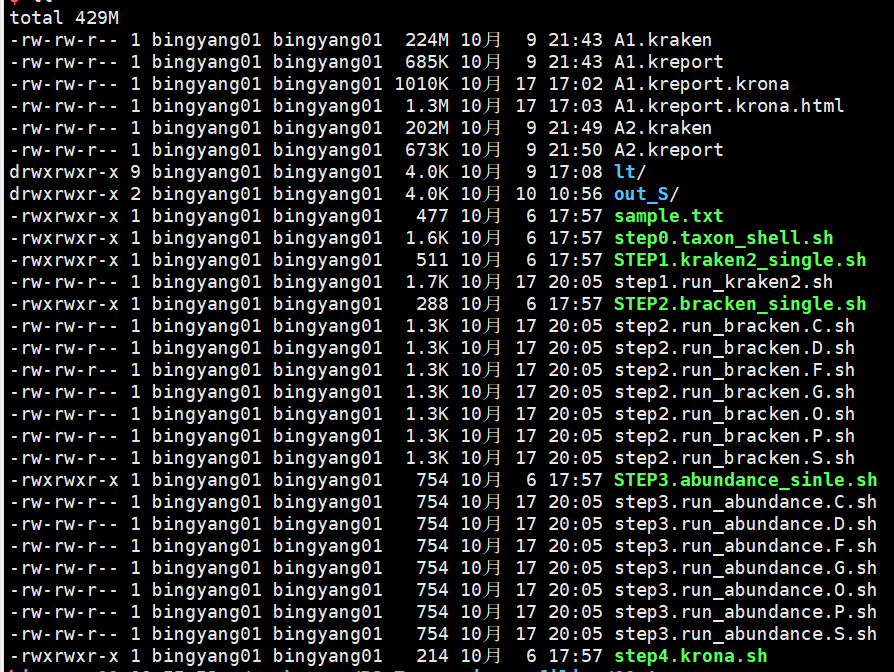 total 429M
-rw-rw-r-- 1 bingyang01 bingyang01  224M 10月  9 21:43 A1.kraken
-rw-rw-r-- 1 bingyang01 bingyang01  685K 10月  9 21:43 A1.kreport
-rw-rw-r-- 1 bingyang01 bingyang01 1010K 10月 17 17:02 A1.kreport.krona
-rw-rw-r-- 1 bingyang01 bingyang01  1.3M 10月 17 17:03 A1.kreport.krona.html
-rw-rw-r-- 1 bingyang01 bingyang01  202M 10月  9 21:49 A2.kraken
-rw-rw-r-- 1 bingyang01 bingyang01  673K 10月  9 21:50 A2.kreport
drwxrwxr-x 9 bingyang01 bingyang01  4.0K 10月  9 17:08 lt/
drwxrwxr-x 2 bingyang01 bingyang01  4.0K 10月 10 10:56 out_S/
-rwxrwxr-x 1 bingyang01 bingyang01   477 10月  6 17:57 sample.txt
-rwxrwxr-x 1 bingyang01 bingyang01  1.6K 10月  6 17:57 step0.taxon_shell.sh
-rwxrwxr-x 1 bingyang01 bingyang01   511 10月  6 17:57 STEP1.kraken2_single.sh
-rw-rw-r-- 1 bingyang01 bingyang01  1.7K 10月 17 20:05 step1.run_kraken2.sh
-rwxrwxr-x 1 bingyang01 bingyang01   288 10月  6 17:57 STEP2.bracken_single.sh
-rw-rw-r-- 1 bingyang01 bingyang01  1.3K 10月 17 20:05 step2.run_bracken.C.sh
-rw-rw-r-- 1 bingyang01 bingyang01  1.3K 10月 17 20:05 step2.run_bracken.D.sh
-rw-rw-r-- 1 bingyang01 bingyang01  1.3K 10月 17 20:05 step2.run_bracken.F.sh
-rw-rw-r-- 1 bingyang01 bingyang01  1.3K 10月 17 20:05 step2.run_bracken.G.sh
-rw-rw-r-- 1 bingyang01 bingyang01  1.3K 10月 17 20:05 step2.run_bracken.O.sh
-rw-rw-r-- 1 bingyang01 bingyang01  1.3K 10月 17 20:05 step2.run_bracken.P.sh
-rw-rw-r-- 1 bingyang01 bingyang01  1.3K 10月 17 20:05 step2.run_bracken.S.sh
-rwxrwxr-x 1 bingyang01 bingyang01   754 10月  6 17:57 STEP3.abundance_sinle.sh
-rw-rw-r-- 1 bingyang01 bingyang01   754 10月 17 20:05 step3.run_abundance.C.sh
-rw-rw-r-- 1 bingyang01 bingyang01   754 10月 17 20:05 step3.run_abundance.D.sh
-rw-rw-r-- 1 bingyang01 bingyang01   754 10月 17 20:05 step3.run_abundance.F.sh
-rw-rw-r-- 1 bingyang01 bingyang01   754 10月 17 20:05 step3.run_abundance.G.sh
-rw-rw-r-- 1 bingyang01 bingyang01   754 10月 17 20:05 step3.run_abundance.O.sh
-rw-rw-r-- 1 bingyang01 bingyang01   754 10月 17 20:05 step3.run_abundance.P.sh
-rw-rw-r-- 1 bingyang01 bingyang01   754 10月 17 20:05 step3.run_abundance.S.sh
-rwxrwxr-x 1 bingyang01 bingyang01   214 10月  6 17:57 step4.krona.sh